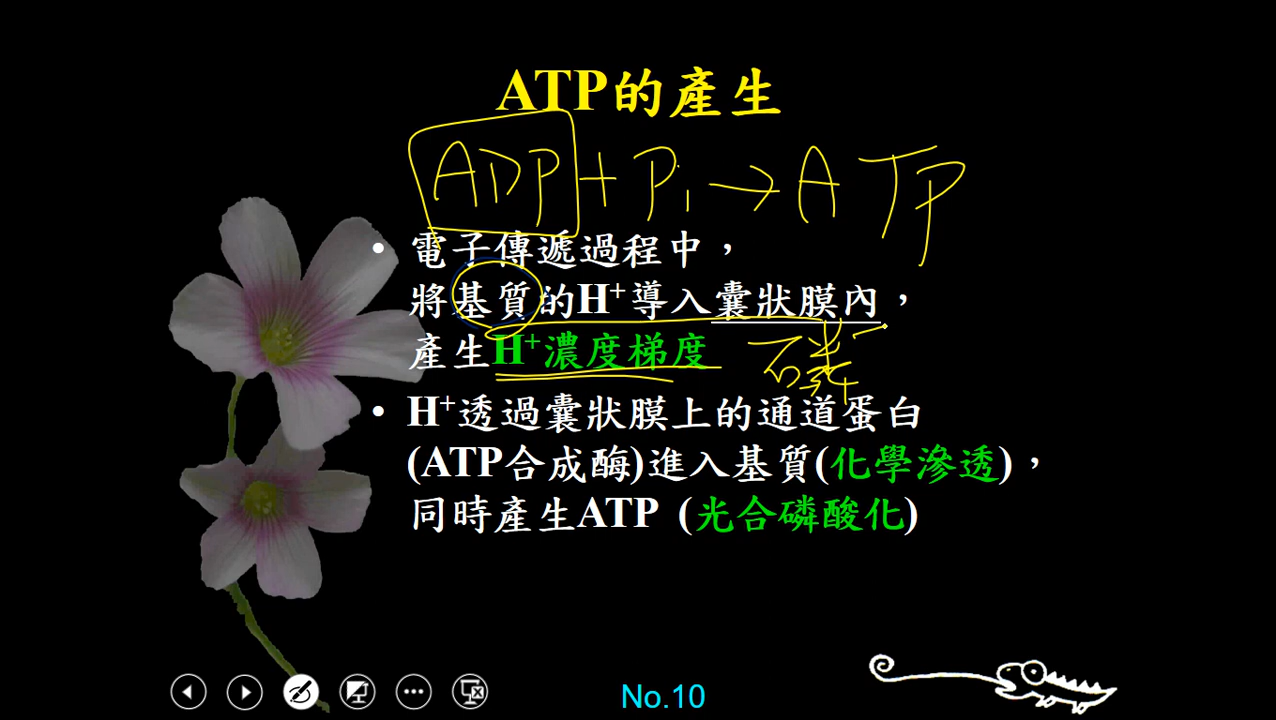 ATP的產生
ADP + Pi → ATP
電子傳遞過程中，
將基質的H⁺導入囊狀膜內，
產生H⁺濃度梯度
磷
H⁺透過囊狀膜上的通道蛋白
(ATP合成酶)進入基質(化學滲透)，
同時產生ATP (光合磷酸化)
No.10